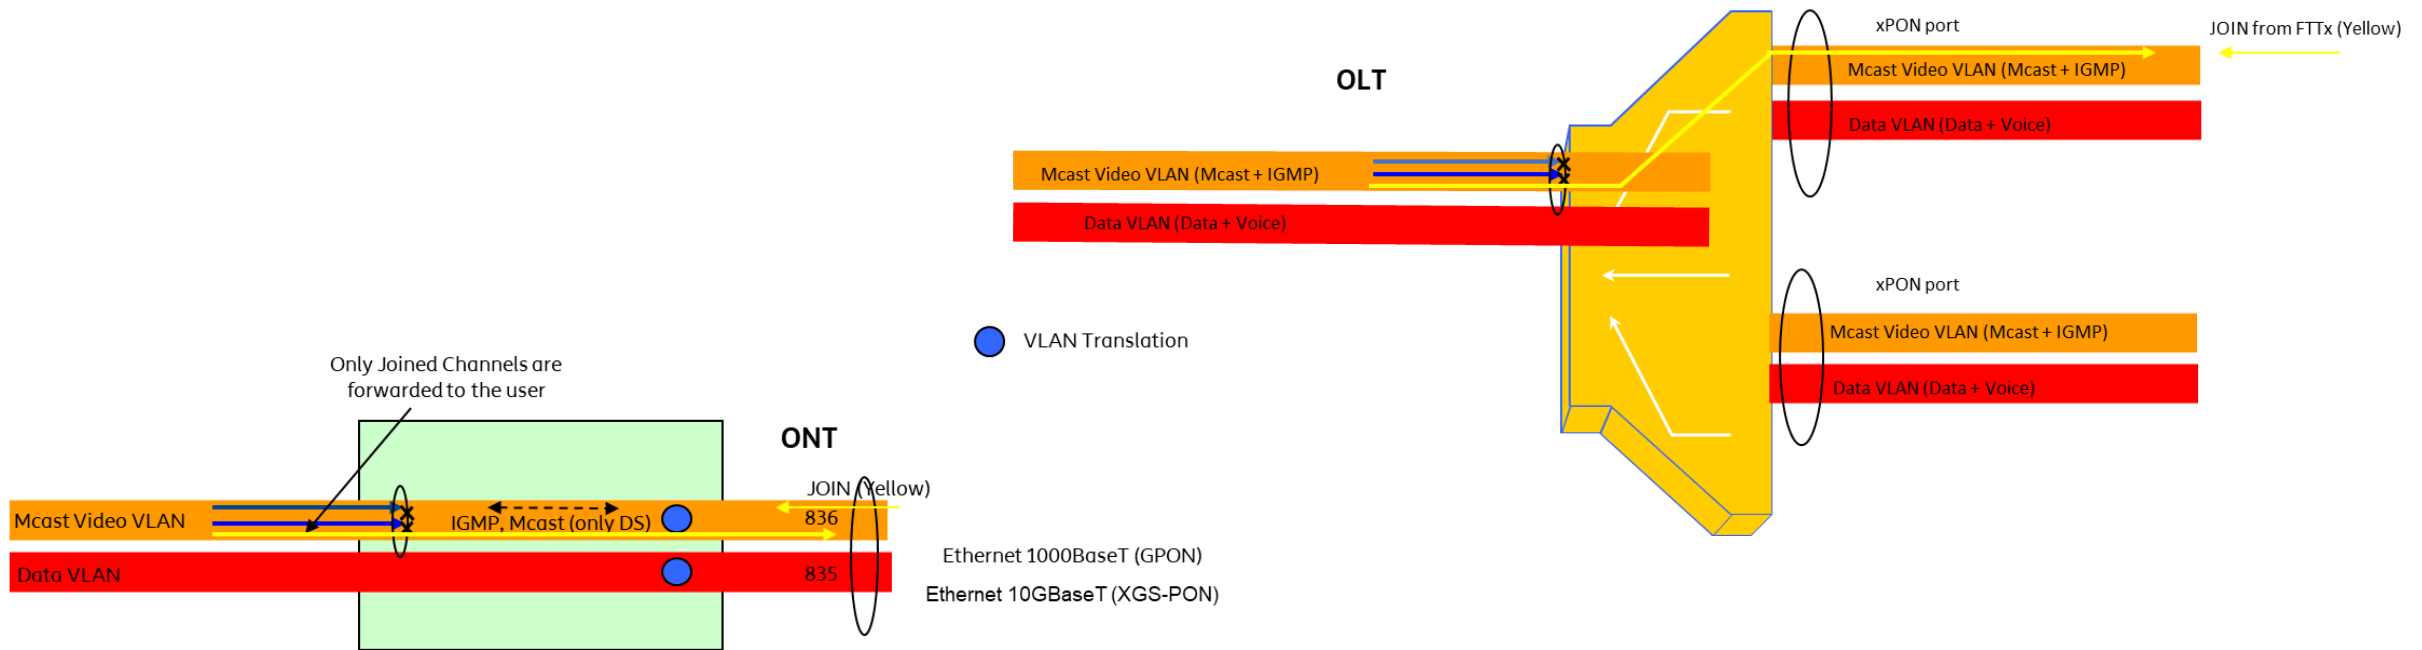 xPON port
JOIN from FTTx (Yellow)
OLT
Mcast Video VLAN (Mcast + IGMP)
Data VLAN (Data + Voice)
Mcast Video VLAN (Mcast + IGMP)
Data VLAN (Data + Voice)
xPON port
Mcast Video VLAN (Mcast + IGMP)
Data VLAN (Data + Voice)
VLAN Translation
Only Joined Channels are
forwarded to the user
ONT
JOIN (Yellow)
Mcast Video VLAN
IGMP, Mcast (only DS)
836
Data VLAN
835
Ethernet 1000BaseT (GPON)
Ethernet 10GBaseT (XGS-PON)